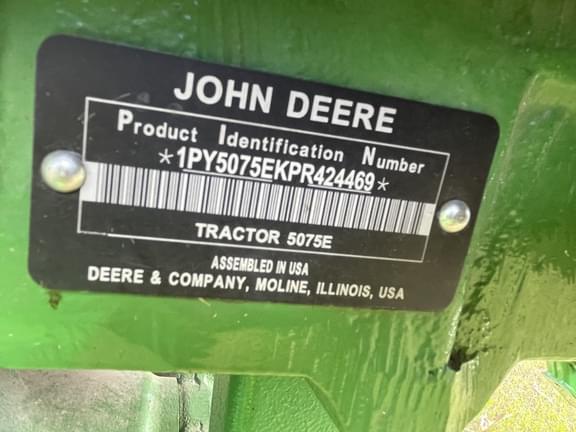 JOHN DEERE
Product Identification Number
*1PY5075EKPR424469*
TRACTOR 5075E
ASSEMBLED IN USA
DEERE & COMPANY, MOLINE, ILLINOIS, USA